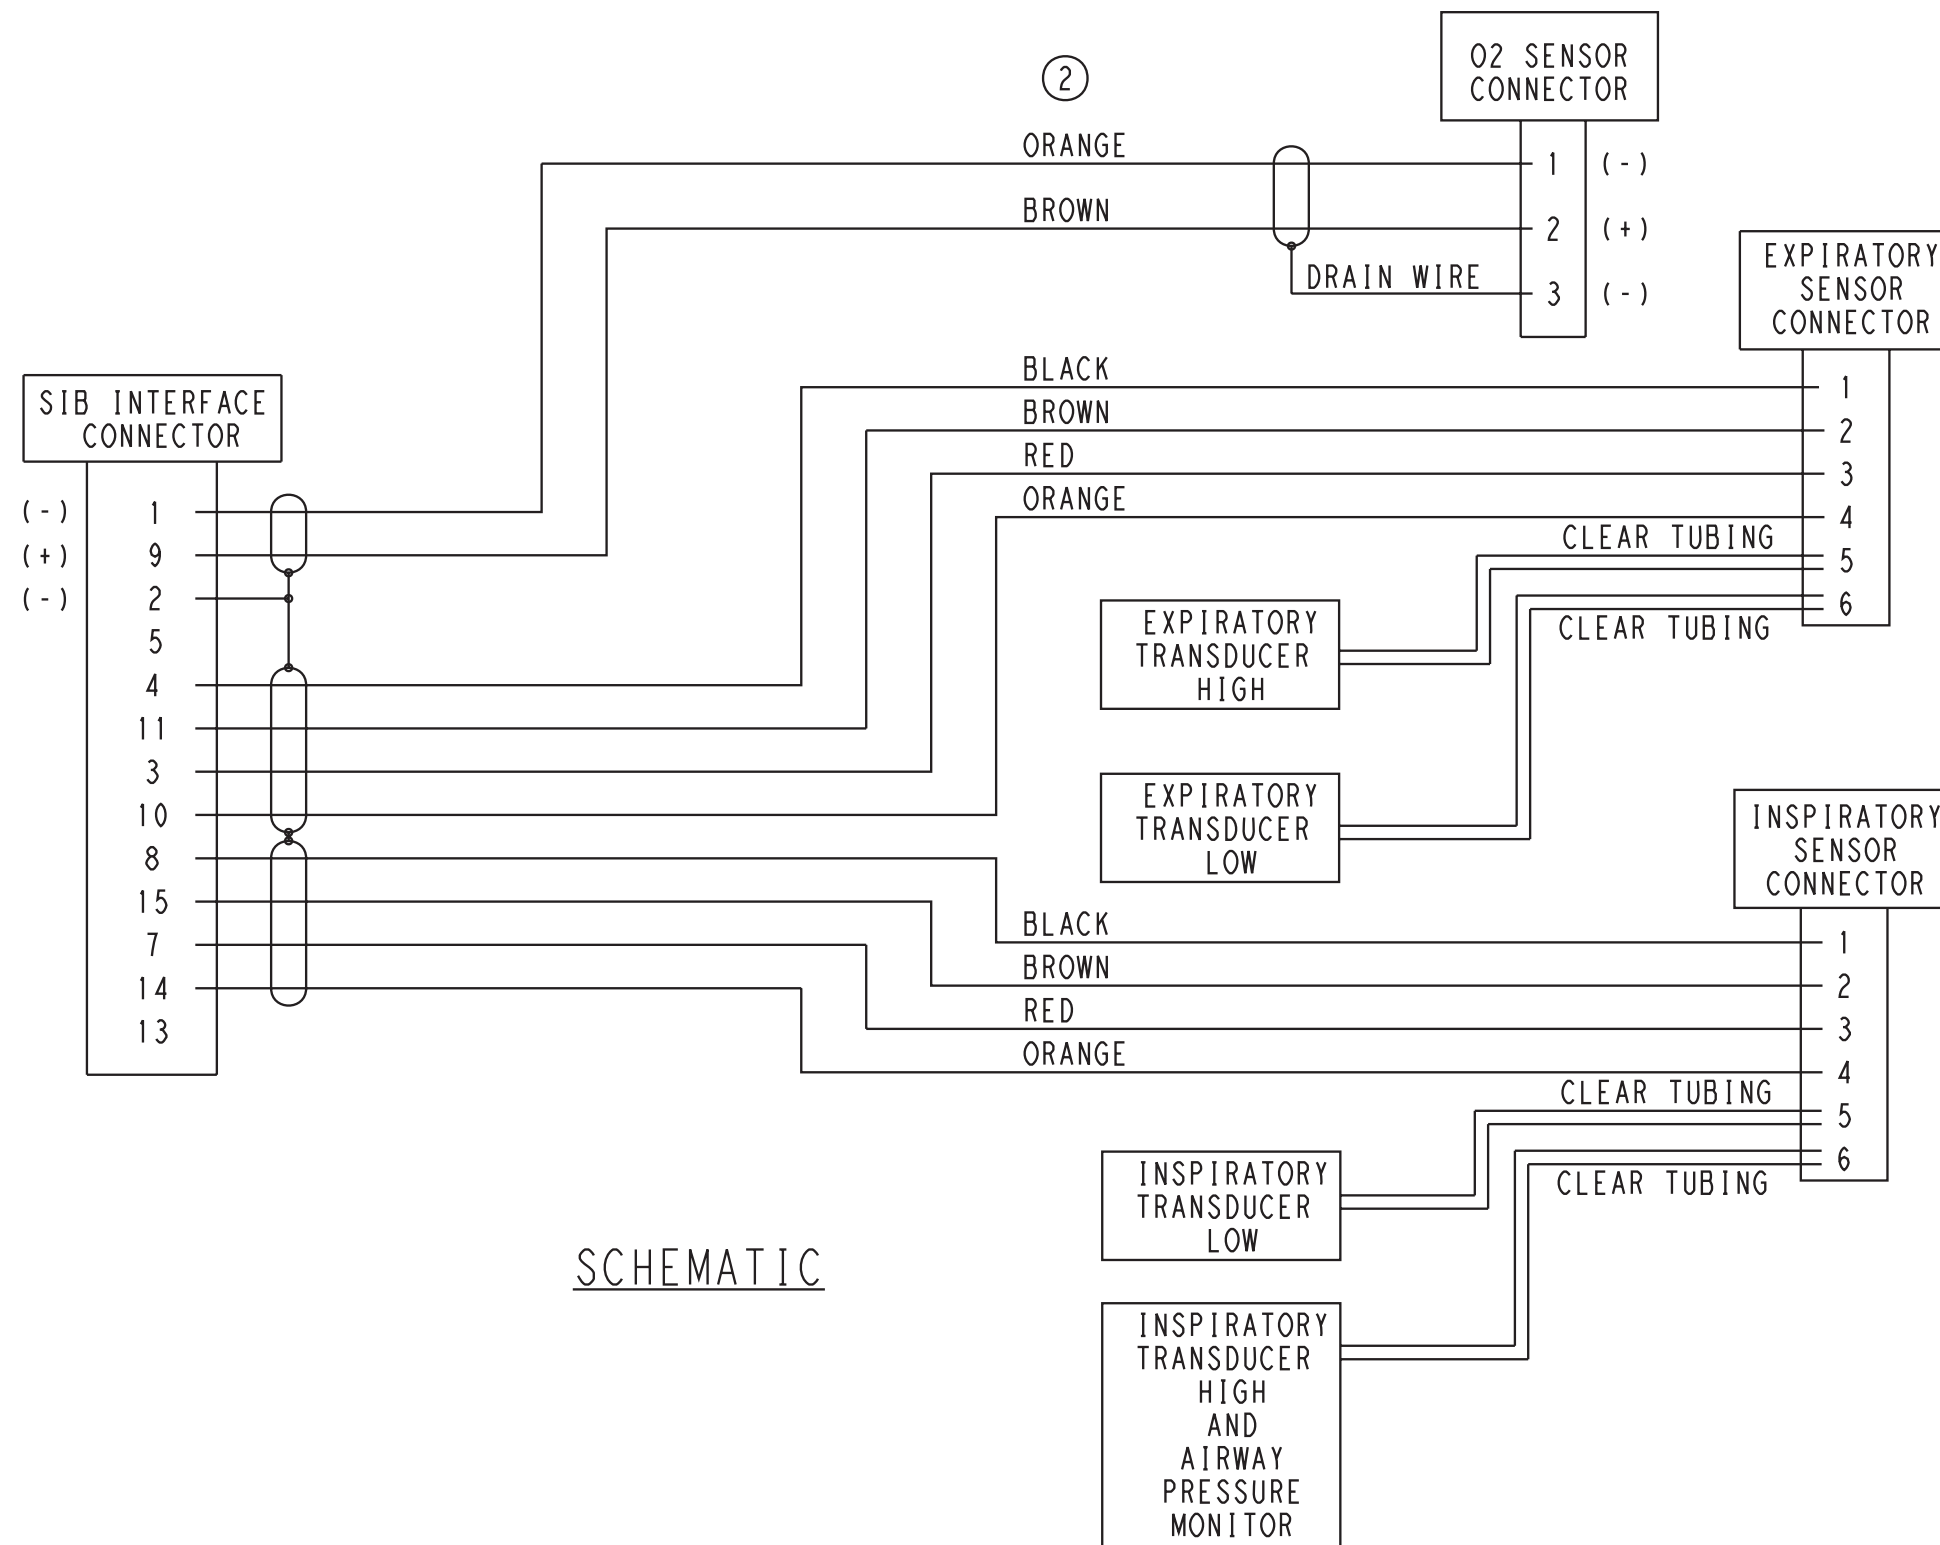 O2 SENSOR
CONNECTOR
2
ORANGE
1 (-)
BROWN
2 (+)
DRAIN WIRE
3 (-)
EXPIRATORY
SENSOR
CONNECTOR
BLACK
1
BROWN
2
RED
3
ORANGE
4
CLEAR TUBING
5
6
CLEAR TUBING
SIB INTERFACE
CONNECTOR
(-) 1
(+) 9
(-) 2
5
4
11
3
10
8
15
7
14
13
EXPIRATORY
TRANSDUCER
HIGH
EXPIRATORY
TRANSDUCER
LOW
INSPIRATORY
SENSOR
CONNECTOR
BLACK
1
BROWN
2
RED
3
ORANGE
4
CLEAR TUBING
5
6
CLEAR TUBING
INSPIRATORY
TRANSDUCER
LOW
SCHEMATIC
INSPIRATORY
TRANSDUCER
HIGH
AND
AIRWAY
PRESSURE
MONITOR